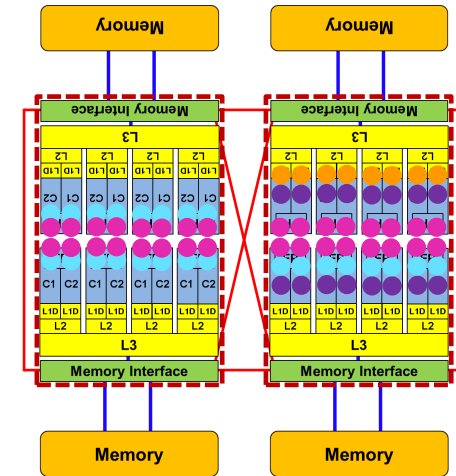 Memory Memory
Memory Interface Memory Interface
L3 L3
L2 L2 L2 L2 L2 L2 L2 L2
L1D L1D L1D L1D L1D L1D L1D L1D
C2 C1 C2 C1 C2 C1 C2 C1
C1 C2 C1 C2 C1 C2 C1 C2
L1D L1D L1D L1D L1D L1D L1D L1D L1D L1D L1D L1D L1D L1D L1D L1D
L2 L2 L2 L2 L2 L2 L2 L2
L3 L3
Memory Interface Memory Interface
Memory Memory